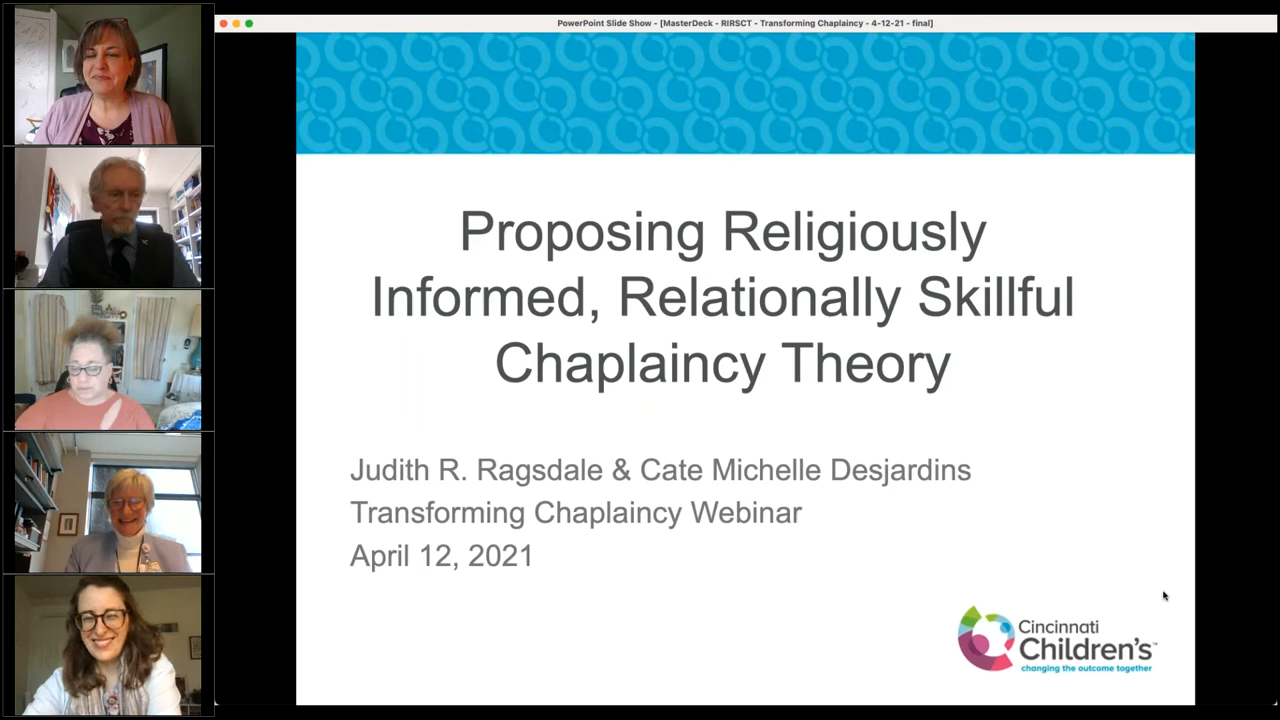 PowerPoint Slide Show - [MasterDeck - RIRSCT - Transforming Chaplaincy - 4-12-21 - final]
Proposing Religiously
Informed, Relationally Skillful
Chaplaincy Theory
Judith R. Ragsdale & Cate Michelle Desjardins
Transforming Chaplaincy Webinar
April 12, 2021
Cincinnati
Children's™
changing the outcome together